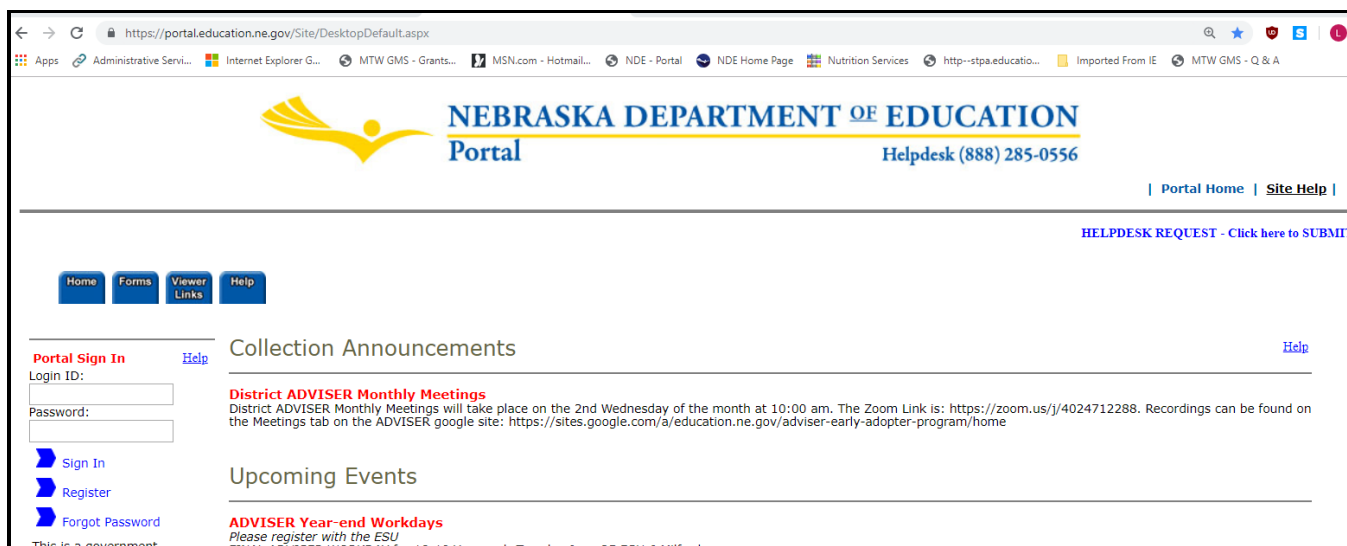 https://portal.education.ne.gov/Site/DesktopDefault.aspx
Apps Administrative Servi... Internet Explorer G... MTW GMS - Grants... MSN.com - Hotmail... NDE - Portal NDE Home Page Nutrition Services http--stpa.educatio... Imported From IE MTW GMS - Q & A
NEBRASKA DEPARTMENT OF EDUCATION
Portal Helpdesk (888) 285-0556
| Portal Home | Site Help |
HELPDESK REQUEST - Click here to SUBMIT
Home Forms Viewer Links Help
Portal Sign In Help
Login ID:
Password:
Sign In
Register
Forgot Password
This is a government
Collection Announcements Help
District ADVISER Monthly Meetings
District ADVISER Monthly Meetings will take place on the 2nd Wednesday of the month at 10:00 am. The Zoom Link is: https://zoom.us/j/4024712288. Recordings can be found on
the Meetings tab on the ADVISER google site: https://sites.google.com/a/education.ne.gov/adviser-early-adopter-program/home
Upcoming Events
ADVISER Year-end Workdays
Please register with the ESU